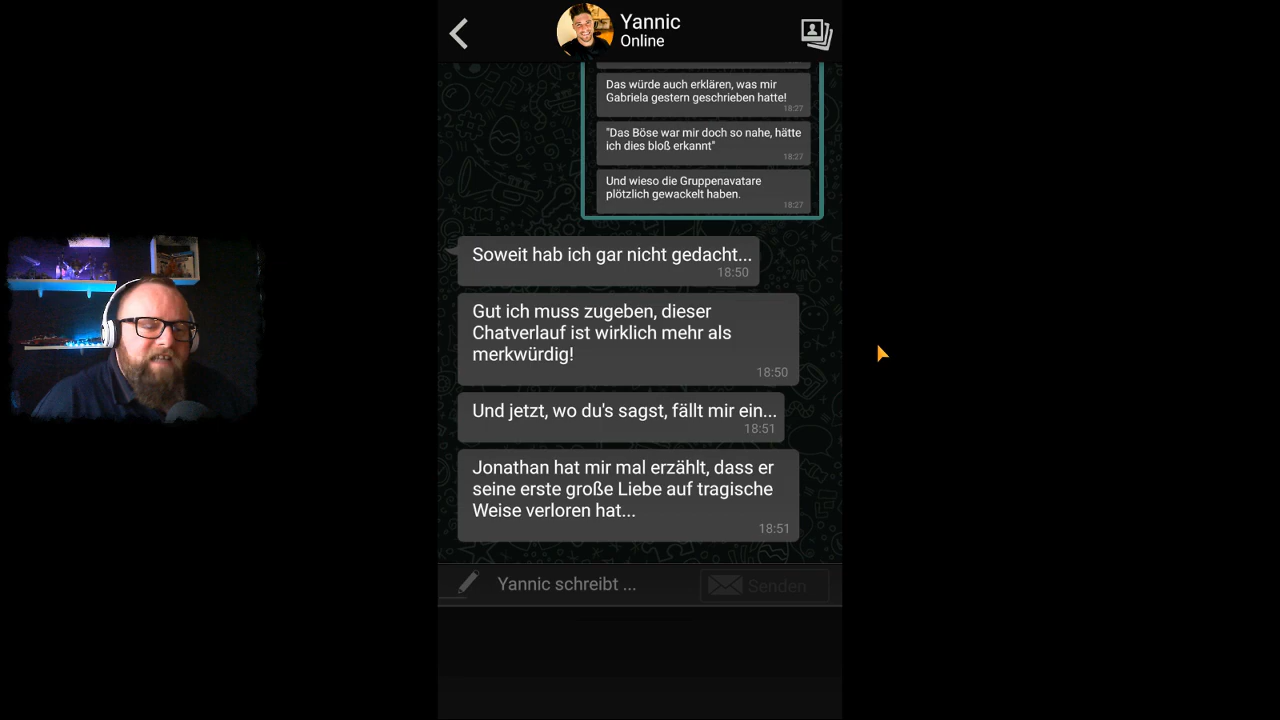 Yannic
Online
Das würde auch erklären, was mir
Gabriela gestern geschrieben hatte!
18:27
"Das Böse war mir doch so nahe, hätte
ich dies bloß erkannt"
18:27
Und wieso die Gruppenavatare
plötzlich gewackelt haben.
18:27
Soweit hab ich gar nicht gedacht...
18:50
Gut ich muss zugeben, dieser
Chatverlauf ist wirklich mehr als
merkwürdig!
18:50
Und jetzt, wo du's sagst, fällt mir ein...
18:51
Jonathan hat mir mal erzählt, dass er
seine erste große Liebe auf tragische
Weise verloren hat...
18:51
Yannic schreibt ...
Senden